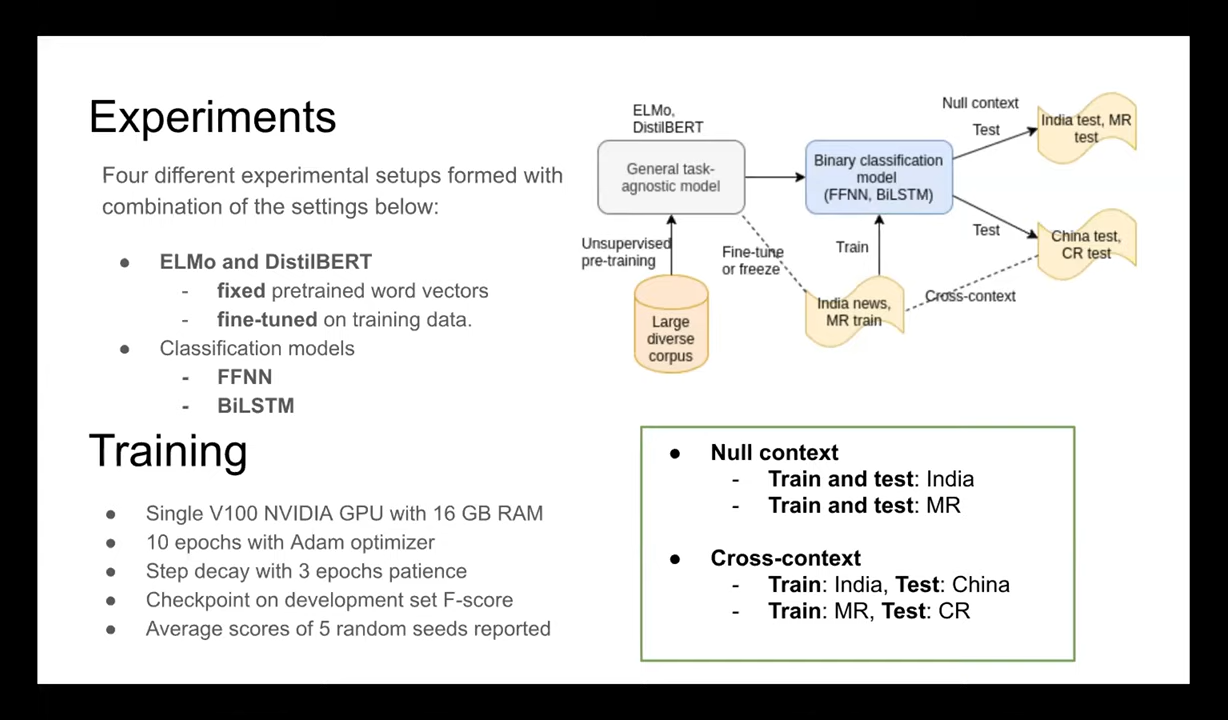 Experiments
Four different experimental setups formed with
combination of the settings below:
● ELMo and DistilBERT
- fixed pretrained word vectors
- fine-tuned on training data.
● Classification models
- FFNN
- BiLSTM
Training
● Single V100 NVIDIA GPU with 16 GB RAM
● 10 epochs with Adam optimizer
● Step decay with 3 epochs patience
● Checkpoint on development set F-score
● Average scores of 5 random seeds reported
ELMo,
DistilBERT
General task-
agnostic model
Unsupervised
pre-training
Large
diverse
corpus
Fine-tune
or freeze
Binary classification
model
(FFNN, BiLSTM)
Train
India news,
MR train
Null context
Test
India test, MR
test
Test
China test,
CR test
Cross-context
● Null context
- Train and test: India
- Train and test: MR
● Cross-context
- Train: India, Test: China
- Train: MR, Test: CR